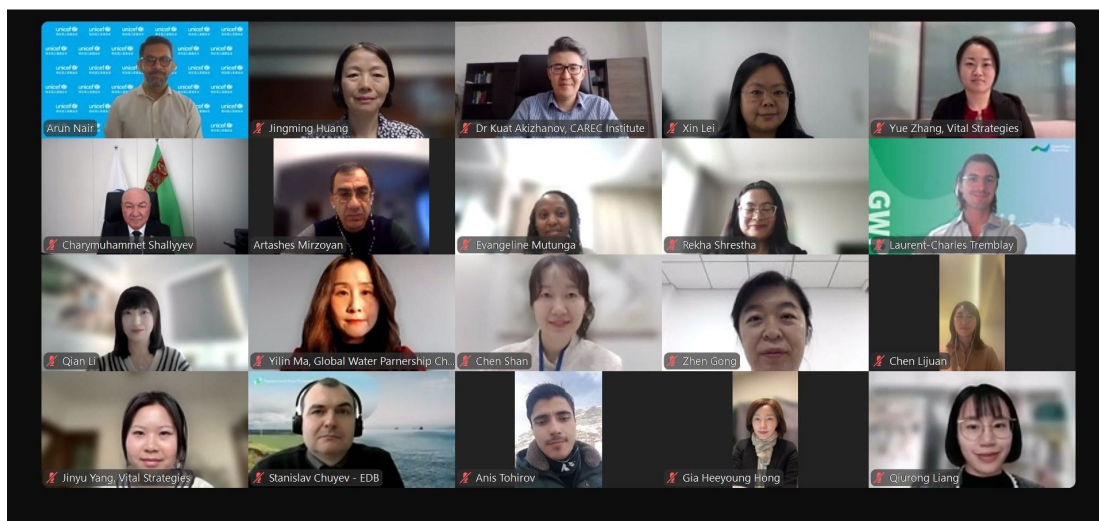 unicef
Arun Nair
Jingming Huang
Dr Kuat Akizhanov, CAREC Institute
Xin Lei
Yue Zhang, Vital Strategies
Charymuhammet Shallyyev
Artashes Mirzoyan
Evangeline Mutunga
Rekha Shrestha
GW
Laurent-Charles Tremblay
Qian Li
Yilin Ma, Global Water Parnership Ch...
Chen Shan
Zhen Gong
Chen Lijuan
Jinyu Yang, Vital Strategies
Stanislav Chuyev - EDB
Anis Tohirov
Gia Heeyoung Hong
Qiurong Liang